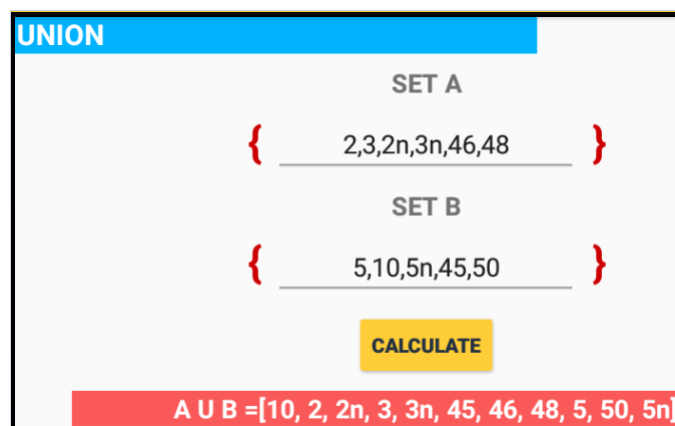 UNION
SET A
{ 2,3,2n,3n,46,48 }
SET B
{ 5,10,5n,45,50 }
CALCULATE
A U B =[10, 2, 2n, 3, 3n, 45, 46, 48, 5, 50, 5n]